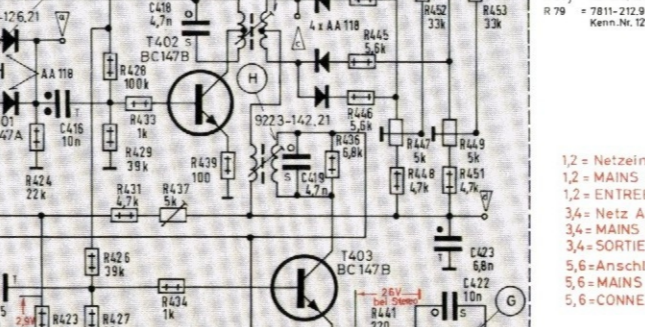 126,21
C418
4,7n
T402
BC147B
S
4 x AA 118
R445
5,6k
R452
33k
R453
33k
R 79 = 7811-212.9
Kenn.Nr. 12
AA 118
R428
100k
H
a
c
47A
C416
10n
T
R433
1k
R429
39k
9223-142,21
R446
5,6k
R436
6,8k
R447
5k
R449
5k
R424
22k
R439
100
C419
4,7n
S
R448
4,7k
R451
4,7k
R431
4,7k
R437
5k
d
1,2 = Netzein
1,2 = MAINS
1,2 = ENTRE
3,4 = Netz A
3,4 = MAINS
3,4 = SORTIE
5,6 = Anschl
5,6 = MAINS
5,6 = CONNE
R426
39k
T403
BC147B
C423
6,8n
T
R434
1k
26V
bei Stereo
C422
10n
S
G
2,9V
R423
R427
R441
220